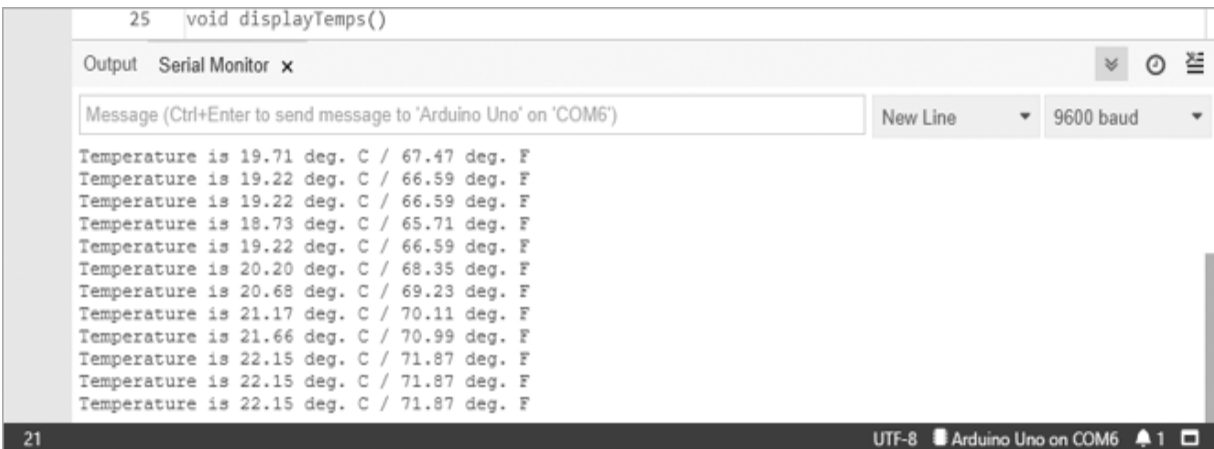 25 void displayTemps()
Output Serial Monitor x
Message (Ctrl+Enter to send message to 'Arduino Uno' on 'COM6') New Line 9600 baud
Temperature is 19.71 deg. C / 67.47 deg. F
Temperature is 19.22 deg. C / 66.59 deg. F
Temperature is 19.22 deg. C / 66.59 deg. F
Temperature is 18.73 deg. C / 65.71 deg. F
Temperature is 19.22 deg. C / 66.59 deg. F
Temperature is 20.20 deg. C / 68.35 deg. F
Temperature is 20.68 deg. C / 69.23 deg. F
Temperature is 21.17 deg. C / 70.11 deg. F
Temperature is 21.66 deg. C / 70.99 deg. F
Temperature is 22.15 deg. C / 71.87 deg. F
Temperature is 22.15 deg. C / 71.87 deg. F
Temperature is 22.15 deg. C / 71.87 deg. F
21 UTF-8 Arduino Uno on COM6 1